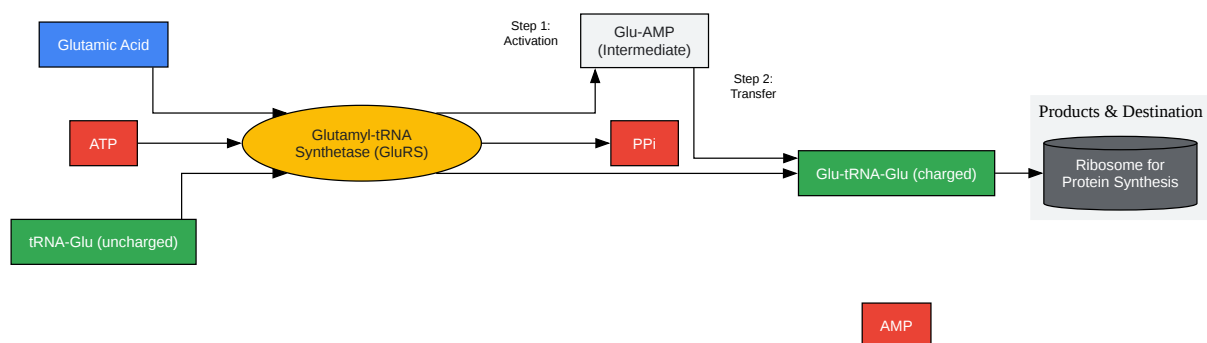 Glutamic Acid
Step 1:
Activation
Glu-AMP
(Intermediate)
Step 2:
Transfer
Products & Destination
ATP
Glutamyl-tRNA
Synthetase (GluRS)
PPi
Glu-tRNA-Glu (charged)
Ribosome for
Protein Synthesis
tRNA-Glu (uncharged)
AMP